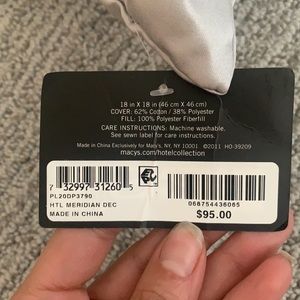 18 in X 18 in (46 cm X 46 cm)
COVER: 62% Cotton / 38% Polyester
FILL: 100% Polyester Fiberfill
CARE INSTRUCTIONS: Machine washable.
See sewn label for care instructions.
Made in China Exclusively for Macy's, NY, NY 10001 ©2011 HO-39209
macys.com/hotelcollection
7 32997 31260 5
PL20DP3790
HTL MERIDIAN DEC
MADE IN CHINA
068754436065
$95.00